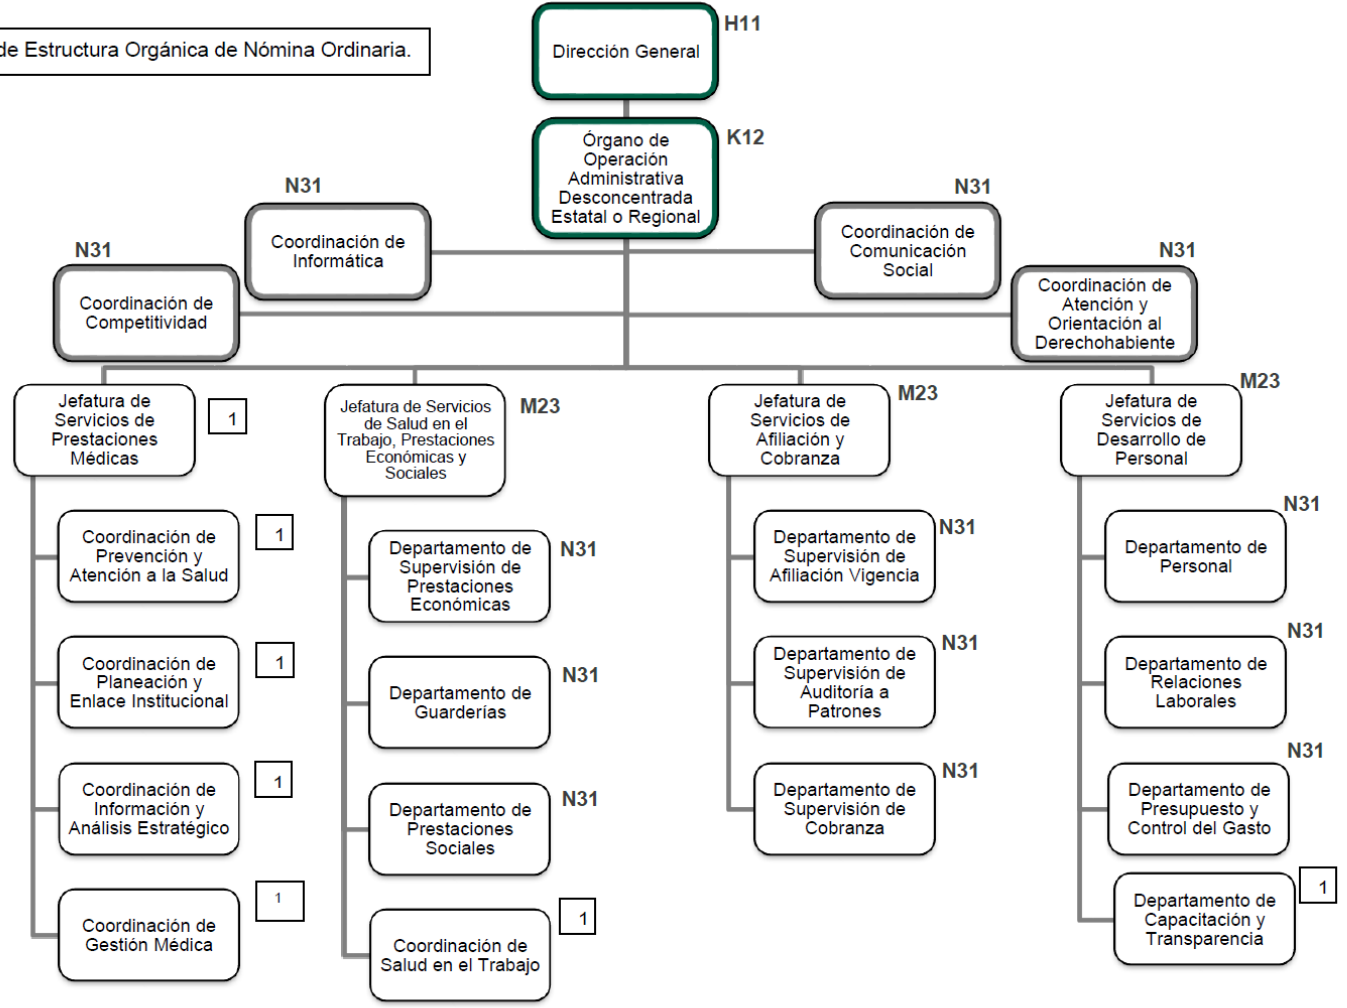 de Estructura Orgánica de Nómina Ordinaria.
Dirección General
H11
Órgano de
Operación
Administrativa
Desconcentrada
Estatal o Regional
K12
N31
Coordinación de
Informática
N31
Coordinación de
Comunicación
Social
N31
Coordinación de
Competitividad
N31
Coordinación de
Atención y
Orientación al
Derechohabiente
Jefatura de
Servicios de
Prestaciones
Médicas
1
Coordinación de
Prevención y
Atención a la Salud
1
Coordinación de
Planeación y
Enlace Institucional
1
Coordinación de
Información y
Análisis Estratégico
1
Coordinación de
Gestión Médica
1
Jefatura de Servicios
de Salud en el
Trabajo, Prestaciones
Económicas y
Sociales
M23
Departamento de
Supervisión de
Prestaciones
Económicas
N31
Departamento de
Guarderías
N31
Departamento de
Prestaciones
Sociales
N31
Coordinación de
Salud en el Trabajo
1
Jefatura de
Servicios de
Afiliación y
Cobranza
M23
Departamento de
Supervisión de
Afiliación Vigencia
N31
Departamento de
Supervisión de
Auditoría a
Patrones
N31
Departamento de
Supervisión de
Cobranza
N31
Jefatura de
Servicios de
Desarrollo de
Personal
M23
Departamento de
Personal
N31
Departamento de
Relaciones
Laborales
N31
Departamento de
Presupuesto y
Control del Gasto
N31
Departamento de
Capacitación y
Transparencia
1